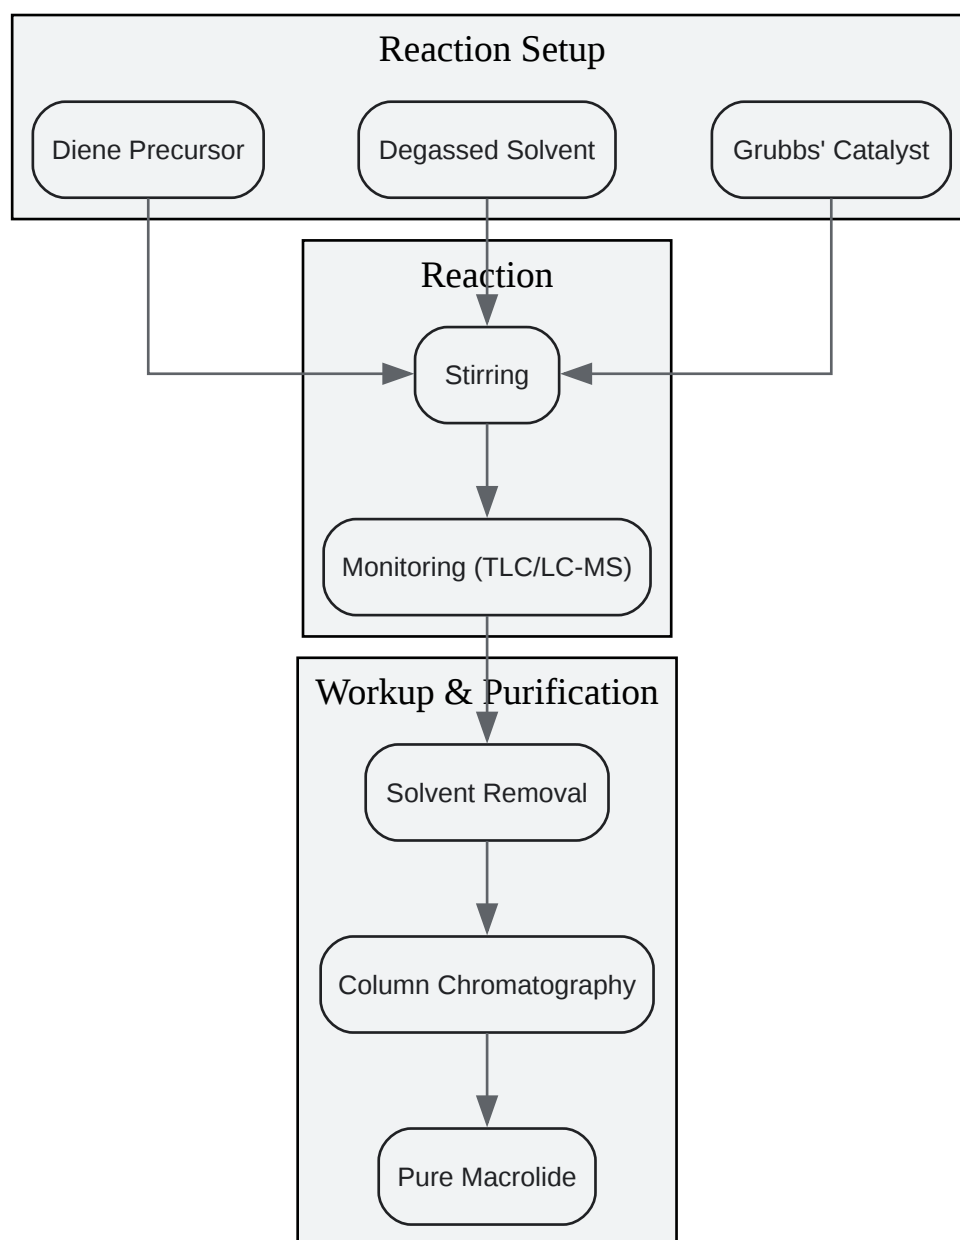 Reaction Setup
Diene Precursor
Degassed Solvent
Grubbs' Catalyst
Reaction
Stirring
Monitoring (TLC/LC-MS)
Workup & Purification
Solvent Removal
Column Chromatography
Pure Macrolide